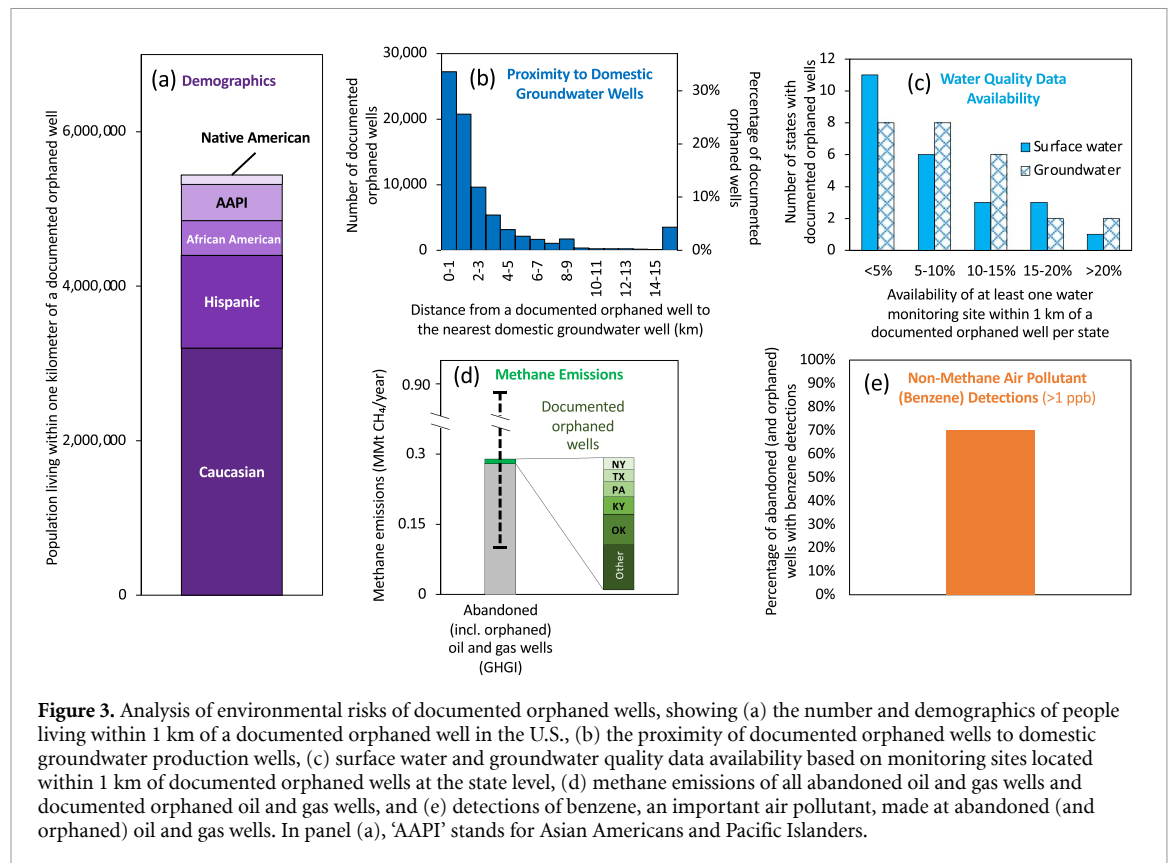 (a) Demographics
Population living within one kilometer of a documented orphaned well
6,000,000
4,000,000
2,000,000
0
Native American
AAPI
African American
Hispanic
Caucasian
(b) Proximity to Domestic
Groundwater Wells
Number of documented
orphaned wells
30,000
20,000
10,000
0
Percentage of documented
orphaned wells
30%
20%
10%
0%
0-1
2-3
4-5
6-7
8-9
10-11
12-13
14-15
Distance from a documented orphaned well to
the nearest domestic groundwater well (km)
(c) Water Quality Data
Availability
Number of states with
documented orphaned wells
12
10
8
6
4
2
0
Surface water
Groundwater
<5% 5-10% 10-15% 15-20% >20%
Availability of at least one water
monitoring site within 1 km of a
documented orphaned well per state
(d) Methane Emissions
Methane emissions (MMt CH₄/year)
0.90
0.3
0.15
0
Documented
orphaned
wells
NY
TX
PA
KY
OK
Other
Abandoned
(incl. orphaned)
oil and gas wells
(GHGI)
(e) Non-Methane Air Pollutant
(Benzene) Detections (>1 ppb)
Percentage of abandoned (and orphaned)
wells with benzene detections
100%
90%
80%
70%
60%
50%
40%
30%
20%
10%
0%
Figure 3. Analysis of environmental risks of documented orphaned wells, showing (a) the number and demographics of people
living within 1 km of a documented orphaned well in the U.S., (b) the proximity of documented orphaned wells to domestic
groundwater production wells, (c) surface water and groundwater quality data availability based on monitoring sites located
within 1 km of documented orphaned wells at the state level, (d) methane emissions of all abandoned oil and gas wells and
documented orphaned oil and gas wells, and (e) detections of benzene, an important air pollutant, made at abandoned (and
orphaned) oil and gas wells. In panel (a), ‘AAPI’ stands for Asian Americans and Pacific Islanders.